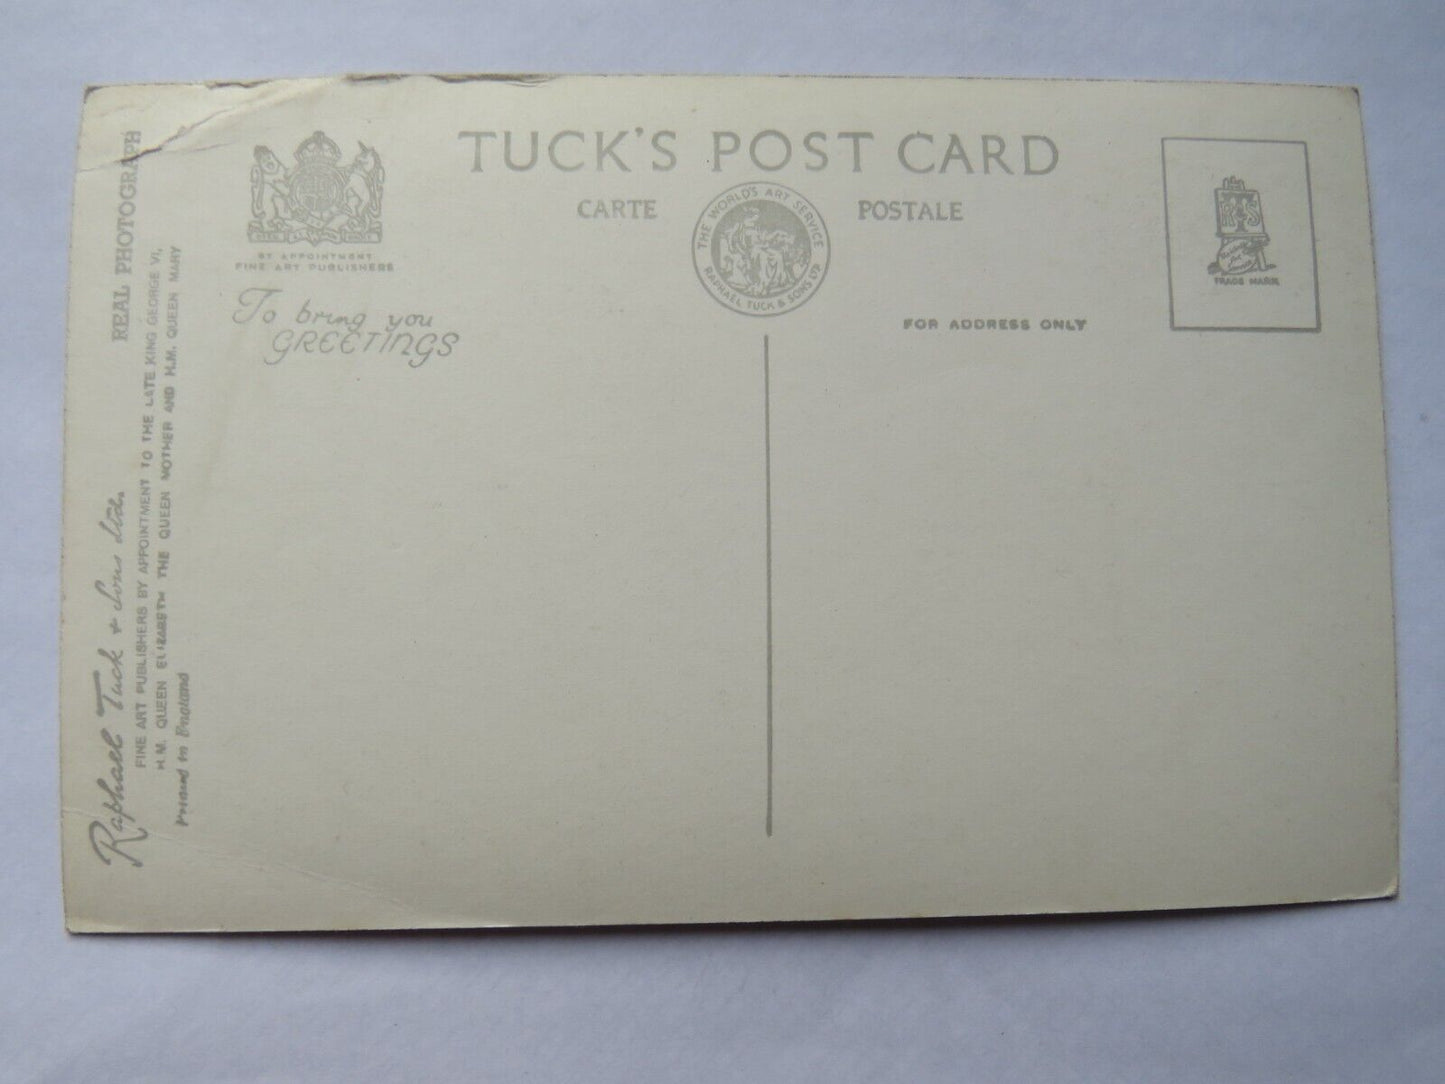 TUCK'S POST CARD
CARTE POSTALE
THE WORLD'S ART SERVICE
RAPHAEL TUCK & SONS LTD
BY APPOINTMENT
FINE ART PUBLISHERS
To bring you
GREETINGS
FOR ADDRESS ONLY
TRADE MARK
REAL PHOTOGRAPH
Raphael Tuck & Sons Ltd.
FINE ART PUBLISHERS BY APPOINTMENT TO THE LATE KING GEORGE VI,
H.M. QUEEN ELIZABETH THE QUEEN MOTHER AND H.M. QUEEN MARY
Printed in England